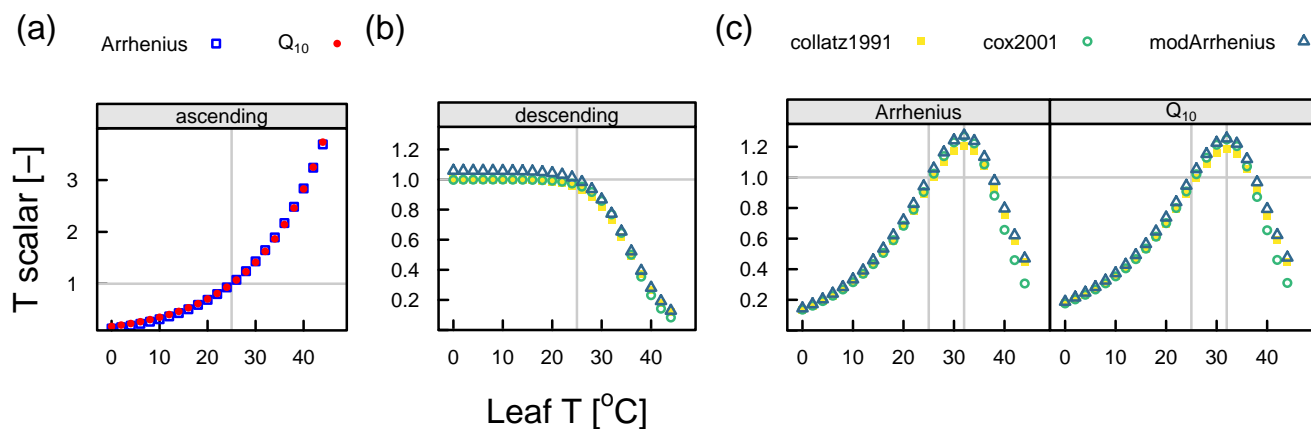 (a)
Arrhenius
Q10
(b)
(c)
collatz1991
cox2001
modArrhenius
ascending
descending
Arrhenius
Q10
T scalar [−]
3
2
1
0 10 20 30 40
1.2
1.0
0.8
0.6
0.4
0.2
0 10 20 30 40
1.2
1.0
0.8
0.6
0.4
0.2
0 10 20 30 40
0 10 20 30 40
Leaf T [°C]